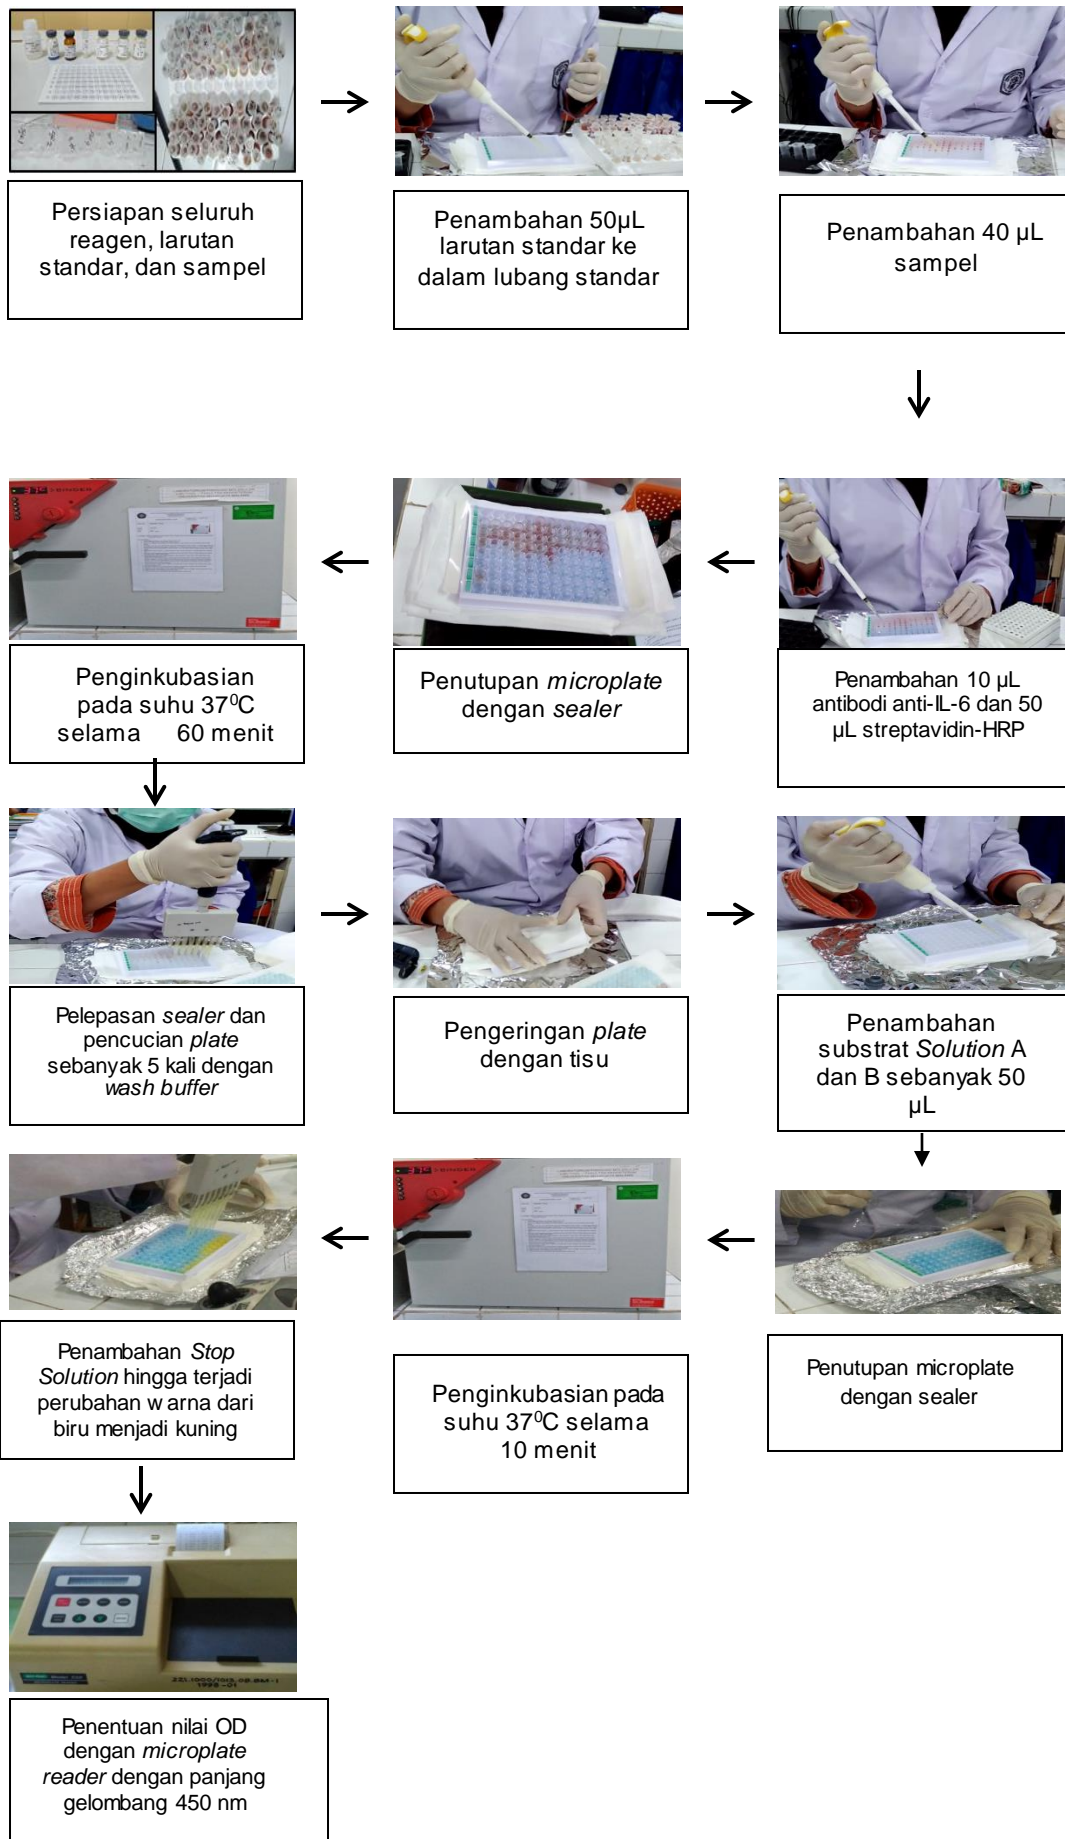 Persiapan seluruh
reagen, larutan
standar, dan sampel
Penambahan 50µL
larutan standar ke
dalam lubang standar
Penambahan 40 µL
sampel
Penambahan 10 µL
antibodi anti-IL-6 dan 50
µL streptavidin-HRP
Penutupan microplate
dengan sealer
BINDER
Penginkubasian
pada suhu 37⁰C
selama 60 menit
Pelepasan sealer dan
pencucian plate
sebanyak 5 kali dengan
wash buffer
Pengeringan plate
dengan tisu
Penambahan
substrat Solution A
dan B sebanyak 50
µL
Penutupan microplate
dengan sealer
BINDER
Penginkubasian pada
suhu 37⁰C selama
10 menit
Penambahan Stop
Solution hingga terjadi
perubahan warna dari
biru menjadi kuning
Penentuan nilai OD
dengan microplate
reader dengan panjang
gelombang 450 nm